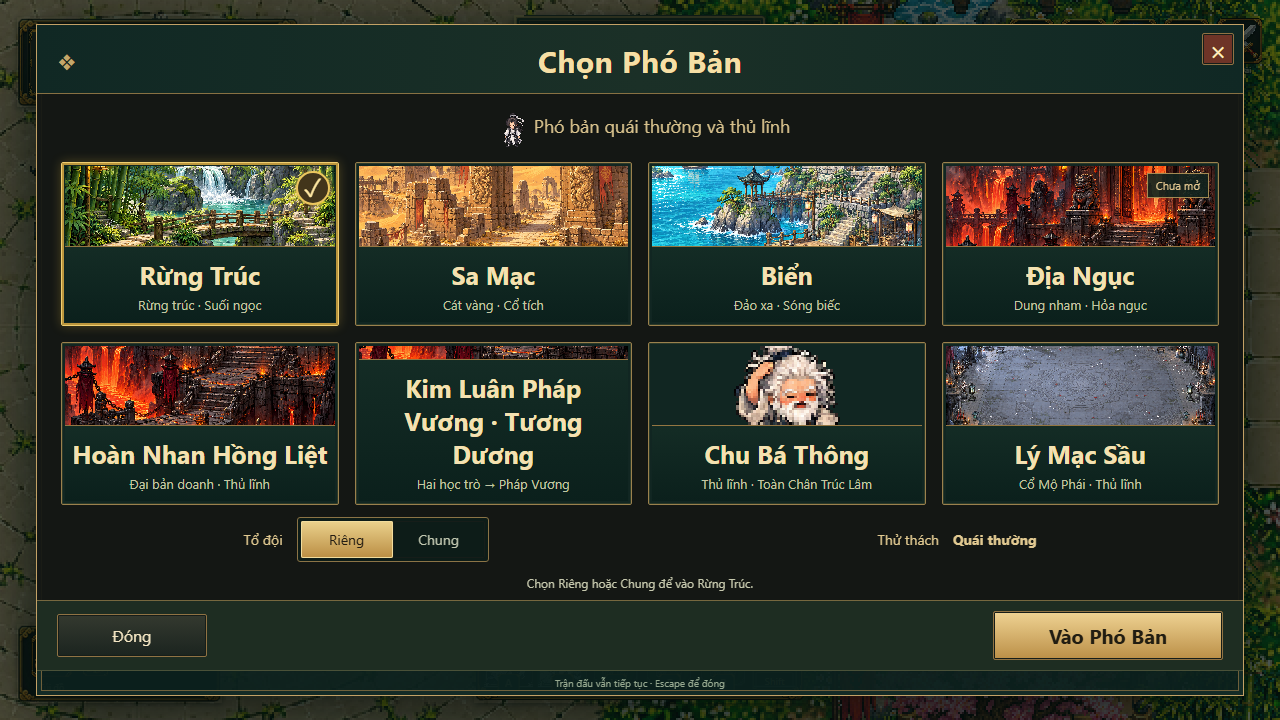 Chọn Phó Bản
Phó bản quái thường và thủ lĩnh
Rừng Trúc
Rừng trúc · Suối ngọc
Sa Mạc
Cát vàng · Cổ tích
Biển
Đảo xa · Sóng biếc
Chưa mở
Địa Ngục
Dung nham · Hỏa ngục
Hoàn Nhan Hồng Liệt
Đại bản doanh · Thủ lĩnh
Kim Luân Pháp
Vương · Tương
Dương
Hai học trò → Pháp Vương
Chu Bá Thông
Thủ lĩnh · Toàn Chân Trúc Lâm
Lý Mạc Sầu
Cổ Mộ Phái · Thủ lĩnh
Tổ đội Riêng Chung
Thử thách Quái thường
Chọn Riêng hoặc Chung để vào Rừng Trúc.
Đóng
Vào Phó Bản
Trận đấu vẫn tiếp tục · Escape để đóng